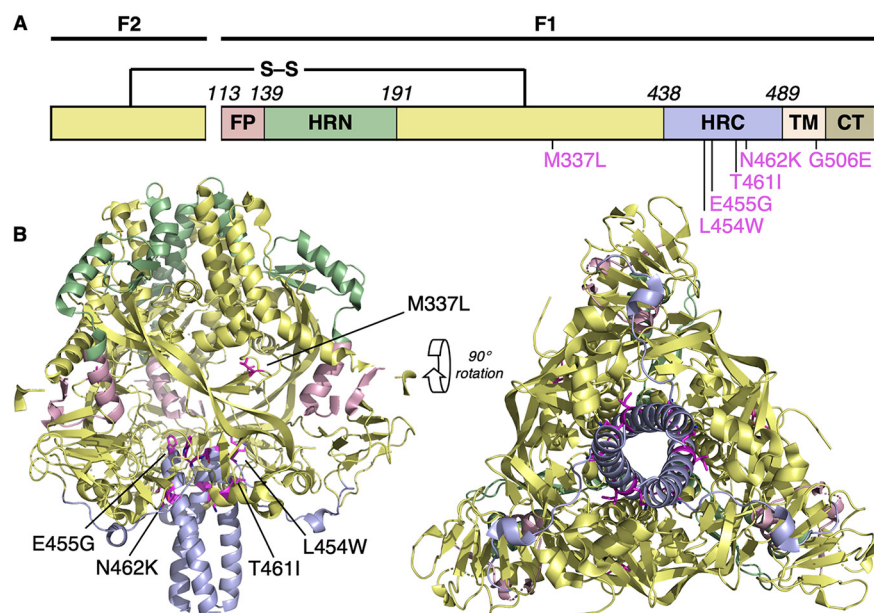 A
F2
F1
S–S
113 139 191 438 489
FP HRN HRC TM CT
M337L N462K G506E
T461I
E455G
L454W
B
M337L
90°
rotation
E455G
L454W
N462K
T461I